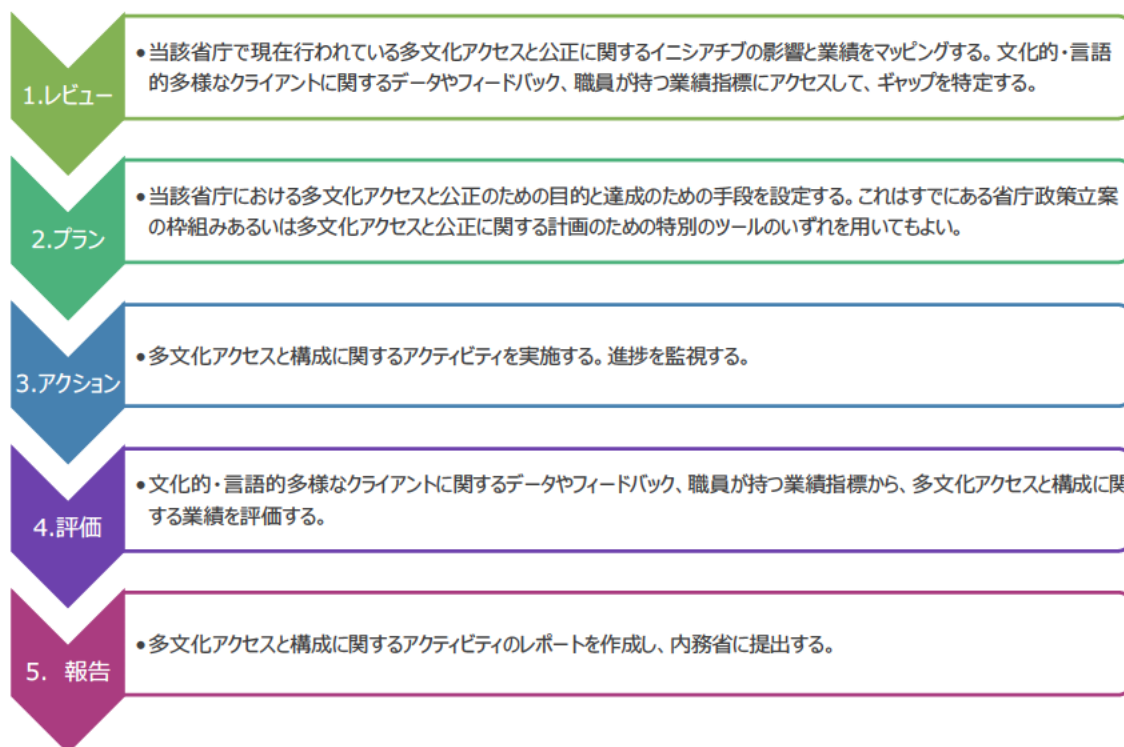 1.レビュー
•当該省庁で現在行われている多文化アクセスと公正に関するイニシアチブの影響と業績をマッピングする。文化的・言語
的多様なクライアントに関するデータやフィードバック、職員が持つ業績指標にアクセスして、ギャップを特定する。
2.プラン
•当該省庁における多文化アクセスと公正のための目的と達成のための手段を設定する。これはすでにある省庁政策立案
の枠組みあるいは多文化アクセスと公正に関する計画のための特別のツールのいずれを用いてもよい。
3.アクション
•多文化アクセスと構成に関するアクティビティを実施する。進捗を監視する。
4.評価
•文化的・言語的多様なクライアントに関するデータやフィードバック、職員が持つ業績指標から、多文化アクセスと構成に関
する業績を評価する。
5. 報告
•多文化アクセスと構成に関するアクティビティのレポートを作成し、内務省に提出する。